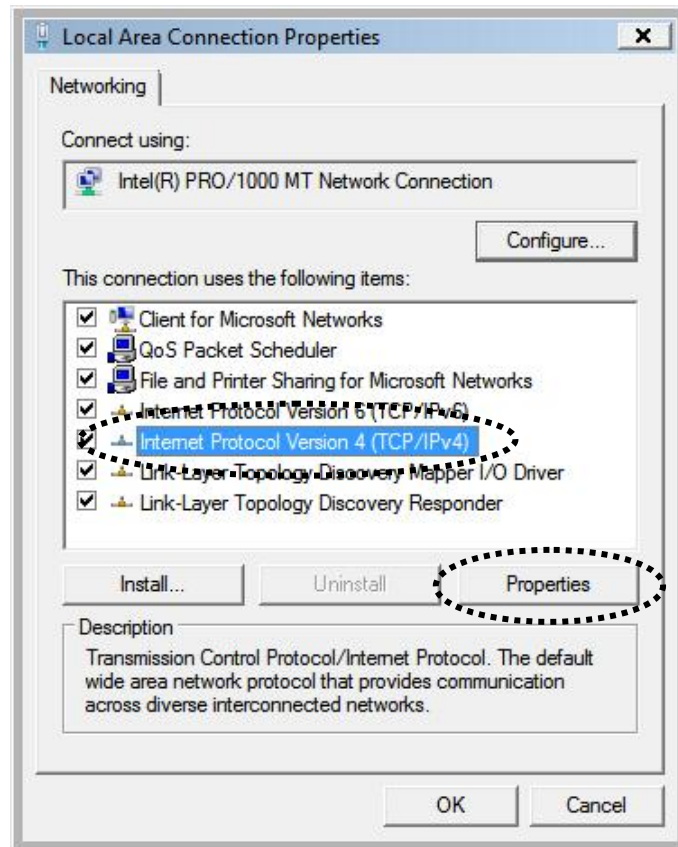 Local Area Connection Properties
Networking
Connect using:
Intel(R) PRO/1000 MT Network Connection
Configure...
This connection uses the following items:
Client for Microsoft Networks
QoS Packet Scheduler
File and Printer Sharing for Microsoft Networks
Internet Protocol Version 6 (TCP/IPv6)
Internet Protocol Version 4 (TCP/IPv4)
Link-Layer Topology Discovery Mapper I/O Driver
Link-Layer Topology Discovery Responder
Install... Uninstall Properties
Description
Transmission Control Protocol/Internet Protocol. The default
wide area network protocol that provides communication
across diverse interconnected networks.
OK Cancel